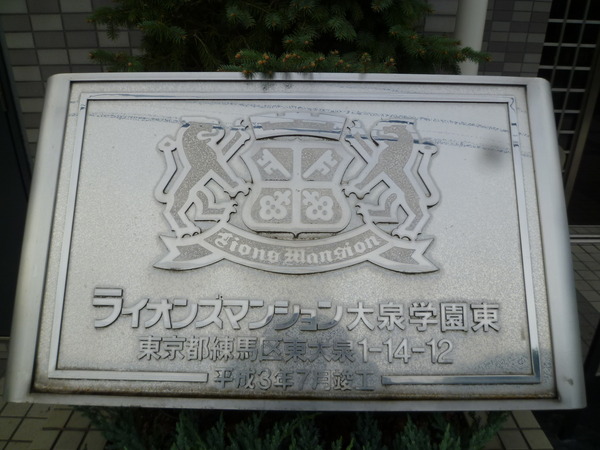 Lions Mansion
ライオンズマンション大泉学園東
東京都練馬区東大泉1-14-12
平成3年7月竣工